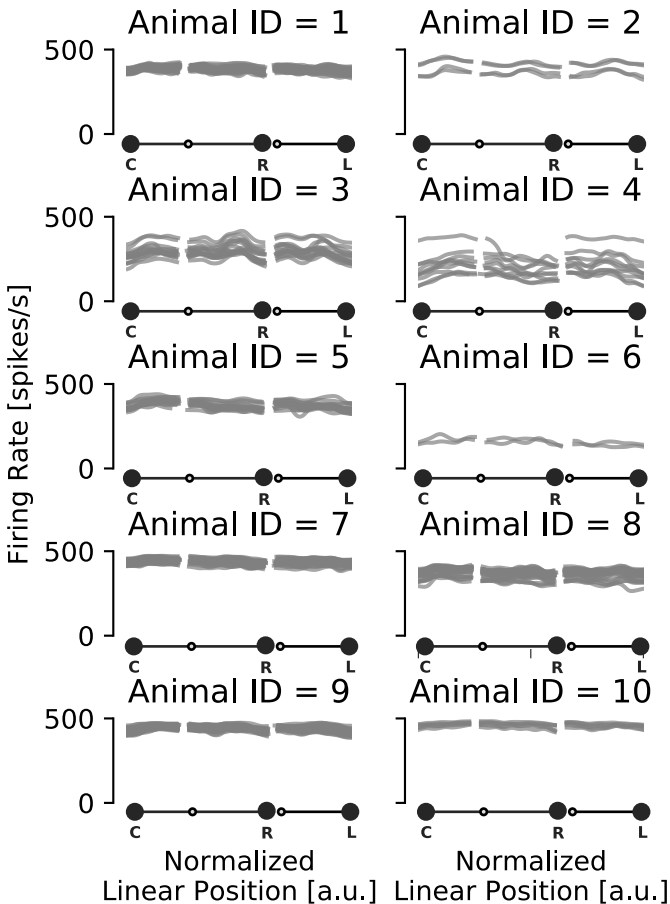 Animal ID = 1
Animal ID = 2
500
0
C R L
C R L
Animal ID = 3
Animal ID = 4
500
0
C R L
C R L
Animal ID = 5
Animal ID = 6
500
0
C R L
C R L
Animal ID = 7
Animal ID = 8
500
0
C R L
C R L
Animal ID = 9
Animal ID = 10
500
0
C R L
C R L
Firing Rate [spikes/s]
Normalized
Linear Position [a.u.]
Normalized
Linear Position [a.u.]